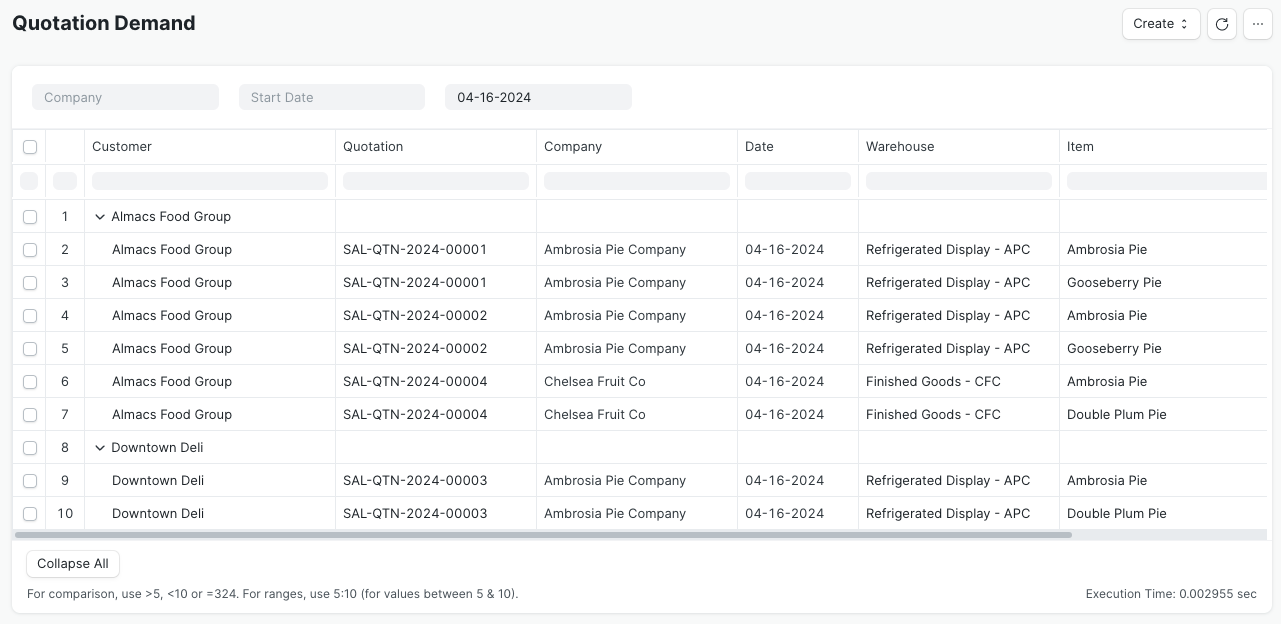 Quotation Demand
Create
...
Company Start Date 04-16-2024
Customer Quotation Company Date Warehouse Item
1 Almacs Food Group
2 Almacs Food Group SAL-QTN-2024-00001 Ambrosia Pie Company 04-16-2024 Refrigerated Display - APC Ambrosia Pie
3 Almacs Food Group SAL-QTN-2024-00001 Ambrosia Pie Company 04-16-2024 Refrigerated Display - APC Gooseberry Pie
4 Almacs Food Group SAL-QTN-2024-00002 Ambrosia Pie Company 04-16-2024 Refrigerated Display - APC Ambrosia Pie
5 Almacs Food Group SAL-QTN-2024-00002 Ambrosia Pie Company 04-16-2024 Refrigerated Display - APC Gooseberry Pie
6 Almacs Food Group SAL-QTN-2024-00004 Chelsea Fruit Co 04-16-2024 Finished Goods - CFC Ambrosia Pie
7 Almacs Food Group SAL-QTN-2024-00004 Chelsea Fruit Co 04-16-2024 Finished Goods - CFC Double Plum Pie
8 Downtown Deli
9 Downtown Deli SAL-QTN-2024-00003 Ambrosia Pie Company 04-16-2024 Refrigerated Display - APC Ambrosia Pie
10 Downtown Deli SAL-QTN-2024-00003 Ambrosia Pie Company 04-16-2024 Refrigerated Display - APC Double Plum Pie
Collapse All
For comparison, use >5, <10 or =324. For ranges, use 5:10 (for values between 5 & 10). Execution Time: 0.002955 sec